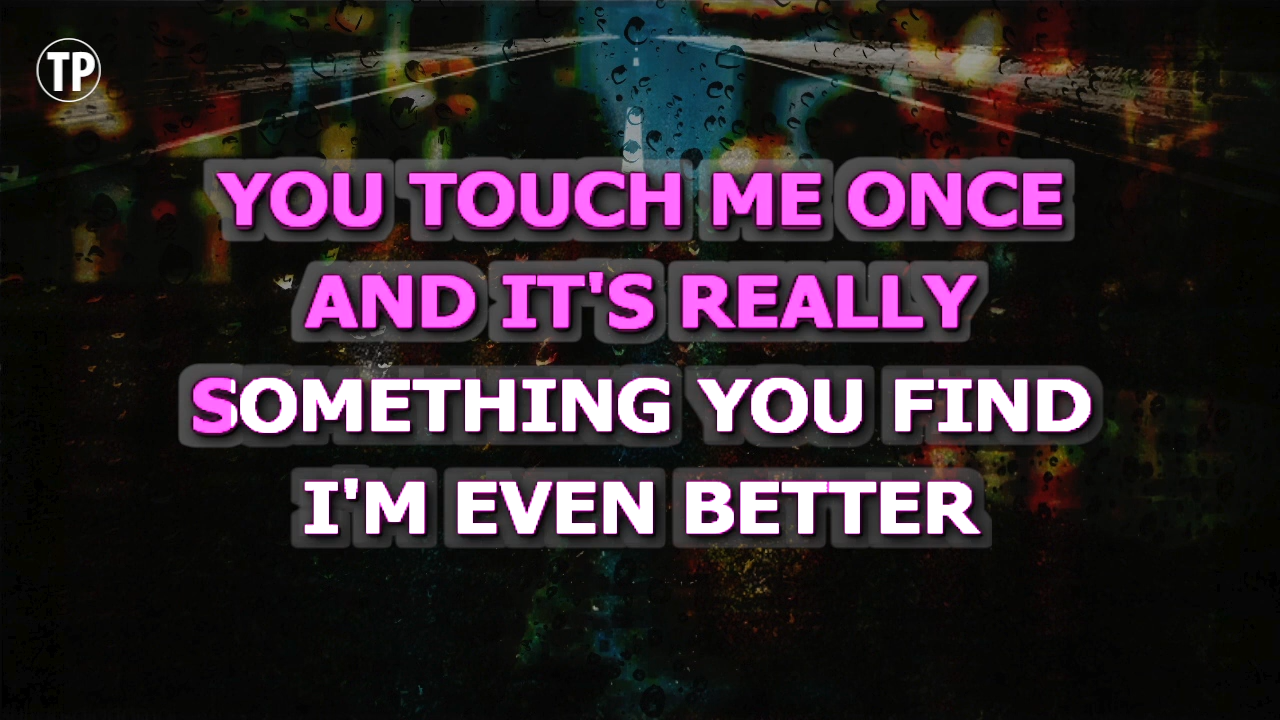 TP
YOU TOUCH ME ONCE
AND IT'S REALLY
SOMETHING YOU FIND
I'M EVEN BETTER